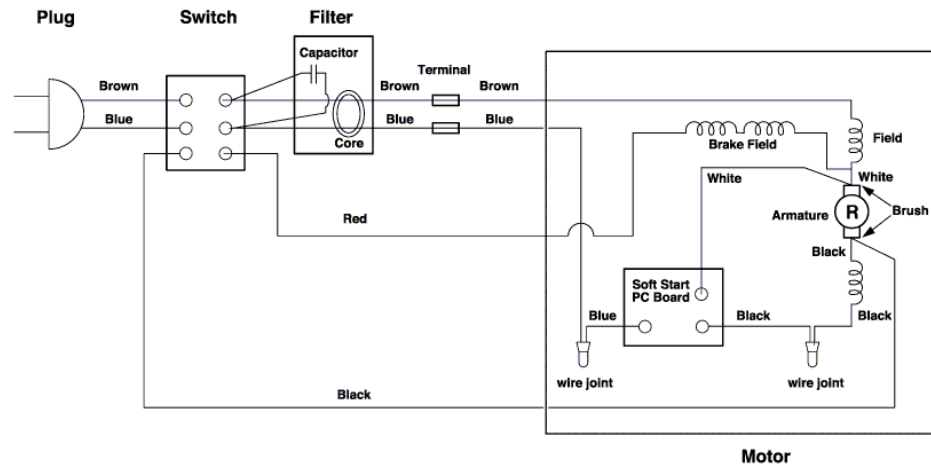 Plug
Switch
Filter
Capacitor
Brown
Brown
Terminal
Brown
Blue
Blue
Blue
Core
Brake Field
Field
White
White
Red
Armature
R
Brush
Black
Soft Start
PC Board
Blue
Black
Black
wire joint
wire joint
Black
Motor